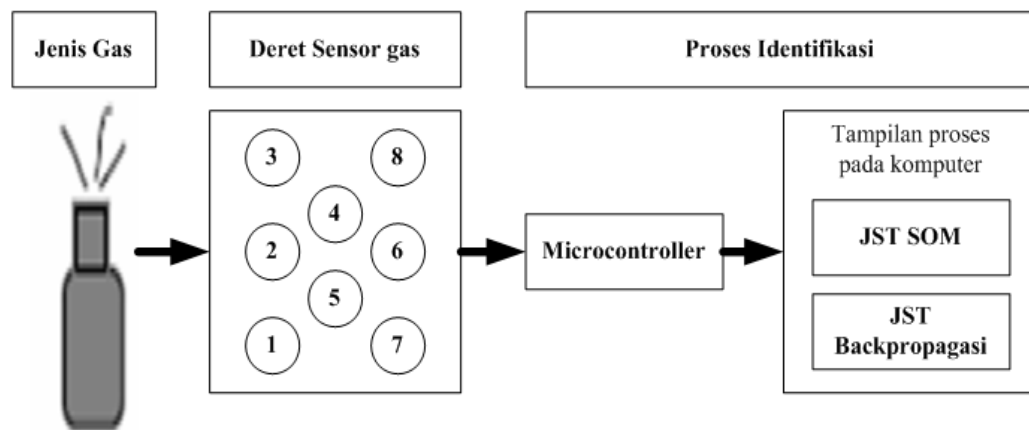 Jenis Gas
Deret Sensor gas
Proses Identifikasi
3
8
4
2
6
5
1
7
Microcontroller
Tampilan proses
pada komputer
JST SOM
JST
Backpropagasi